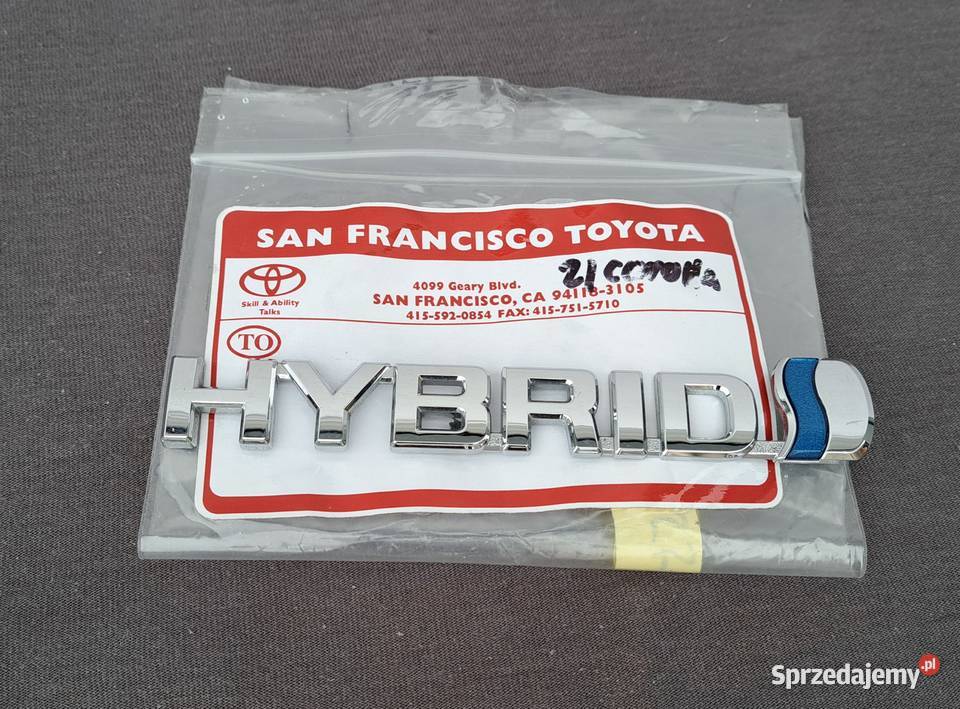 SAN FRANCISCO TOYOTA
Skill & Ability
Talks
4099 Geary Blvd.
SAN FRANCISCO, CA 94118-3105
415-592-0854 FAX: 415-751-5710
21
TO
HYBRID
Sprzedajemy.pl